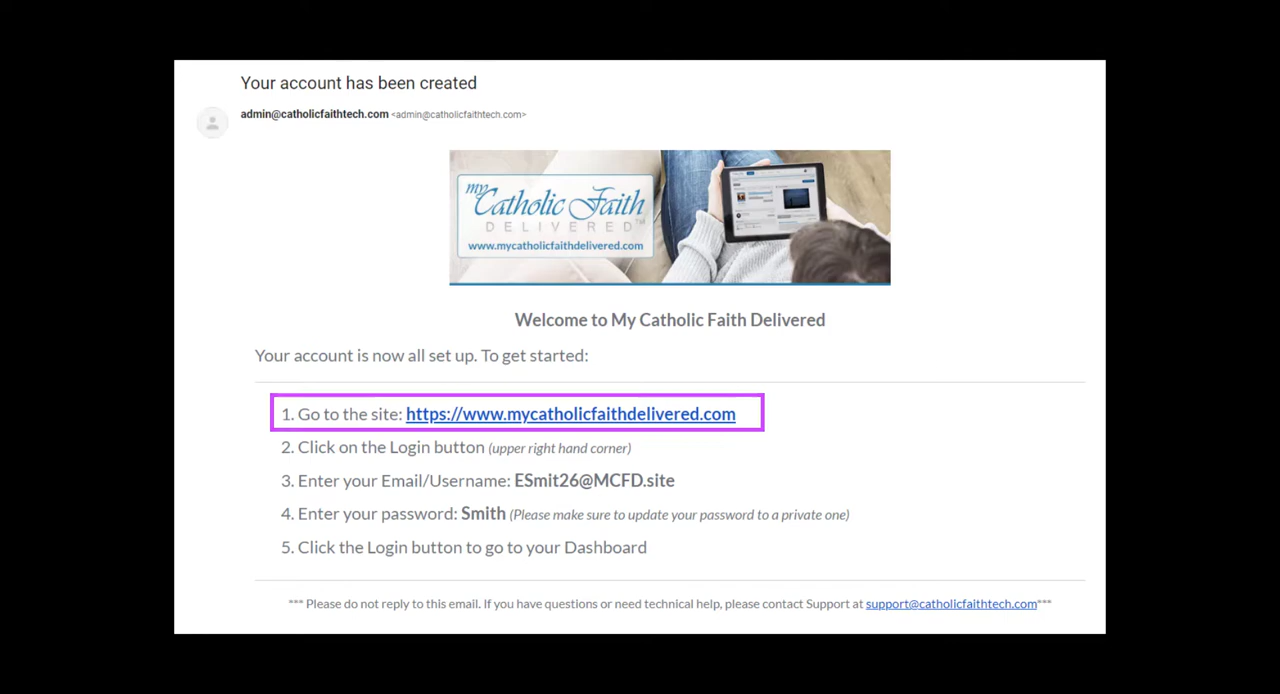 Your account has been created
admin@catholicfaithtech.com <admin@catholicfaithtech.com>
my
Catholic Faith
DELIVERED™
www.mycatholicfaithdelivered.com
Welcome to My Catholic Faith Delivered
Your account is now all set up. To get started:
1. Go to the site: https://www.mycatholicfaithdelivered.com
2. Click on the Login button (upper right hand corner)
3. Enter your Email/Username: ESmit26@MCFD.site
4. Enter your password: Smith (Please make sure to update your password to a private one)
5. Click the Login button to go to your Dashboard
*** Please do not reply to this email. If you have questions or need technical help, please contact Support at support@catholicfaithtech.com***